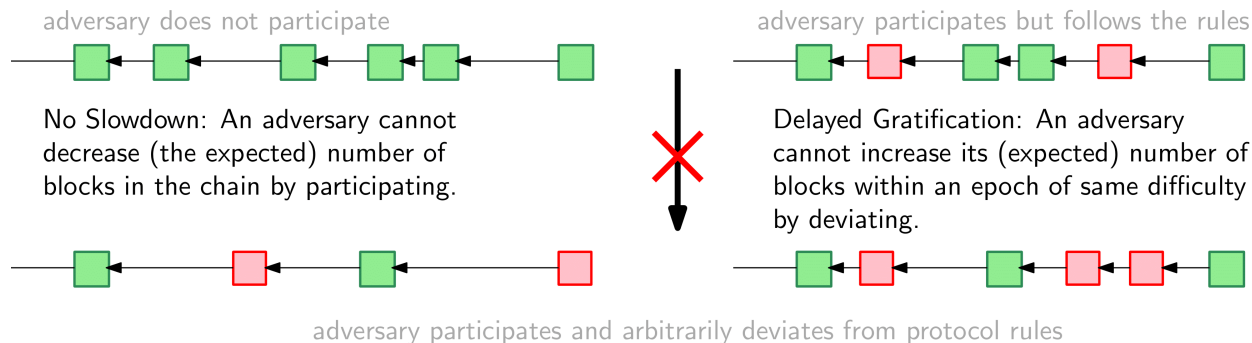 adversary does not participate
adversary participates but follows the rules
No Slowdown: An adversary cannot
decrease (the expected) number of
blocks in the chain by participating.
Delayed Gratification: An adversary
cannot increase its (expected) number of
blocks within an epoch of same difficulty
by deviating.
adversary participates and arbitrarily deviates from protocol rules